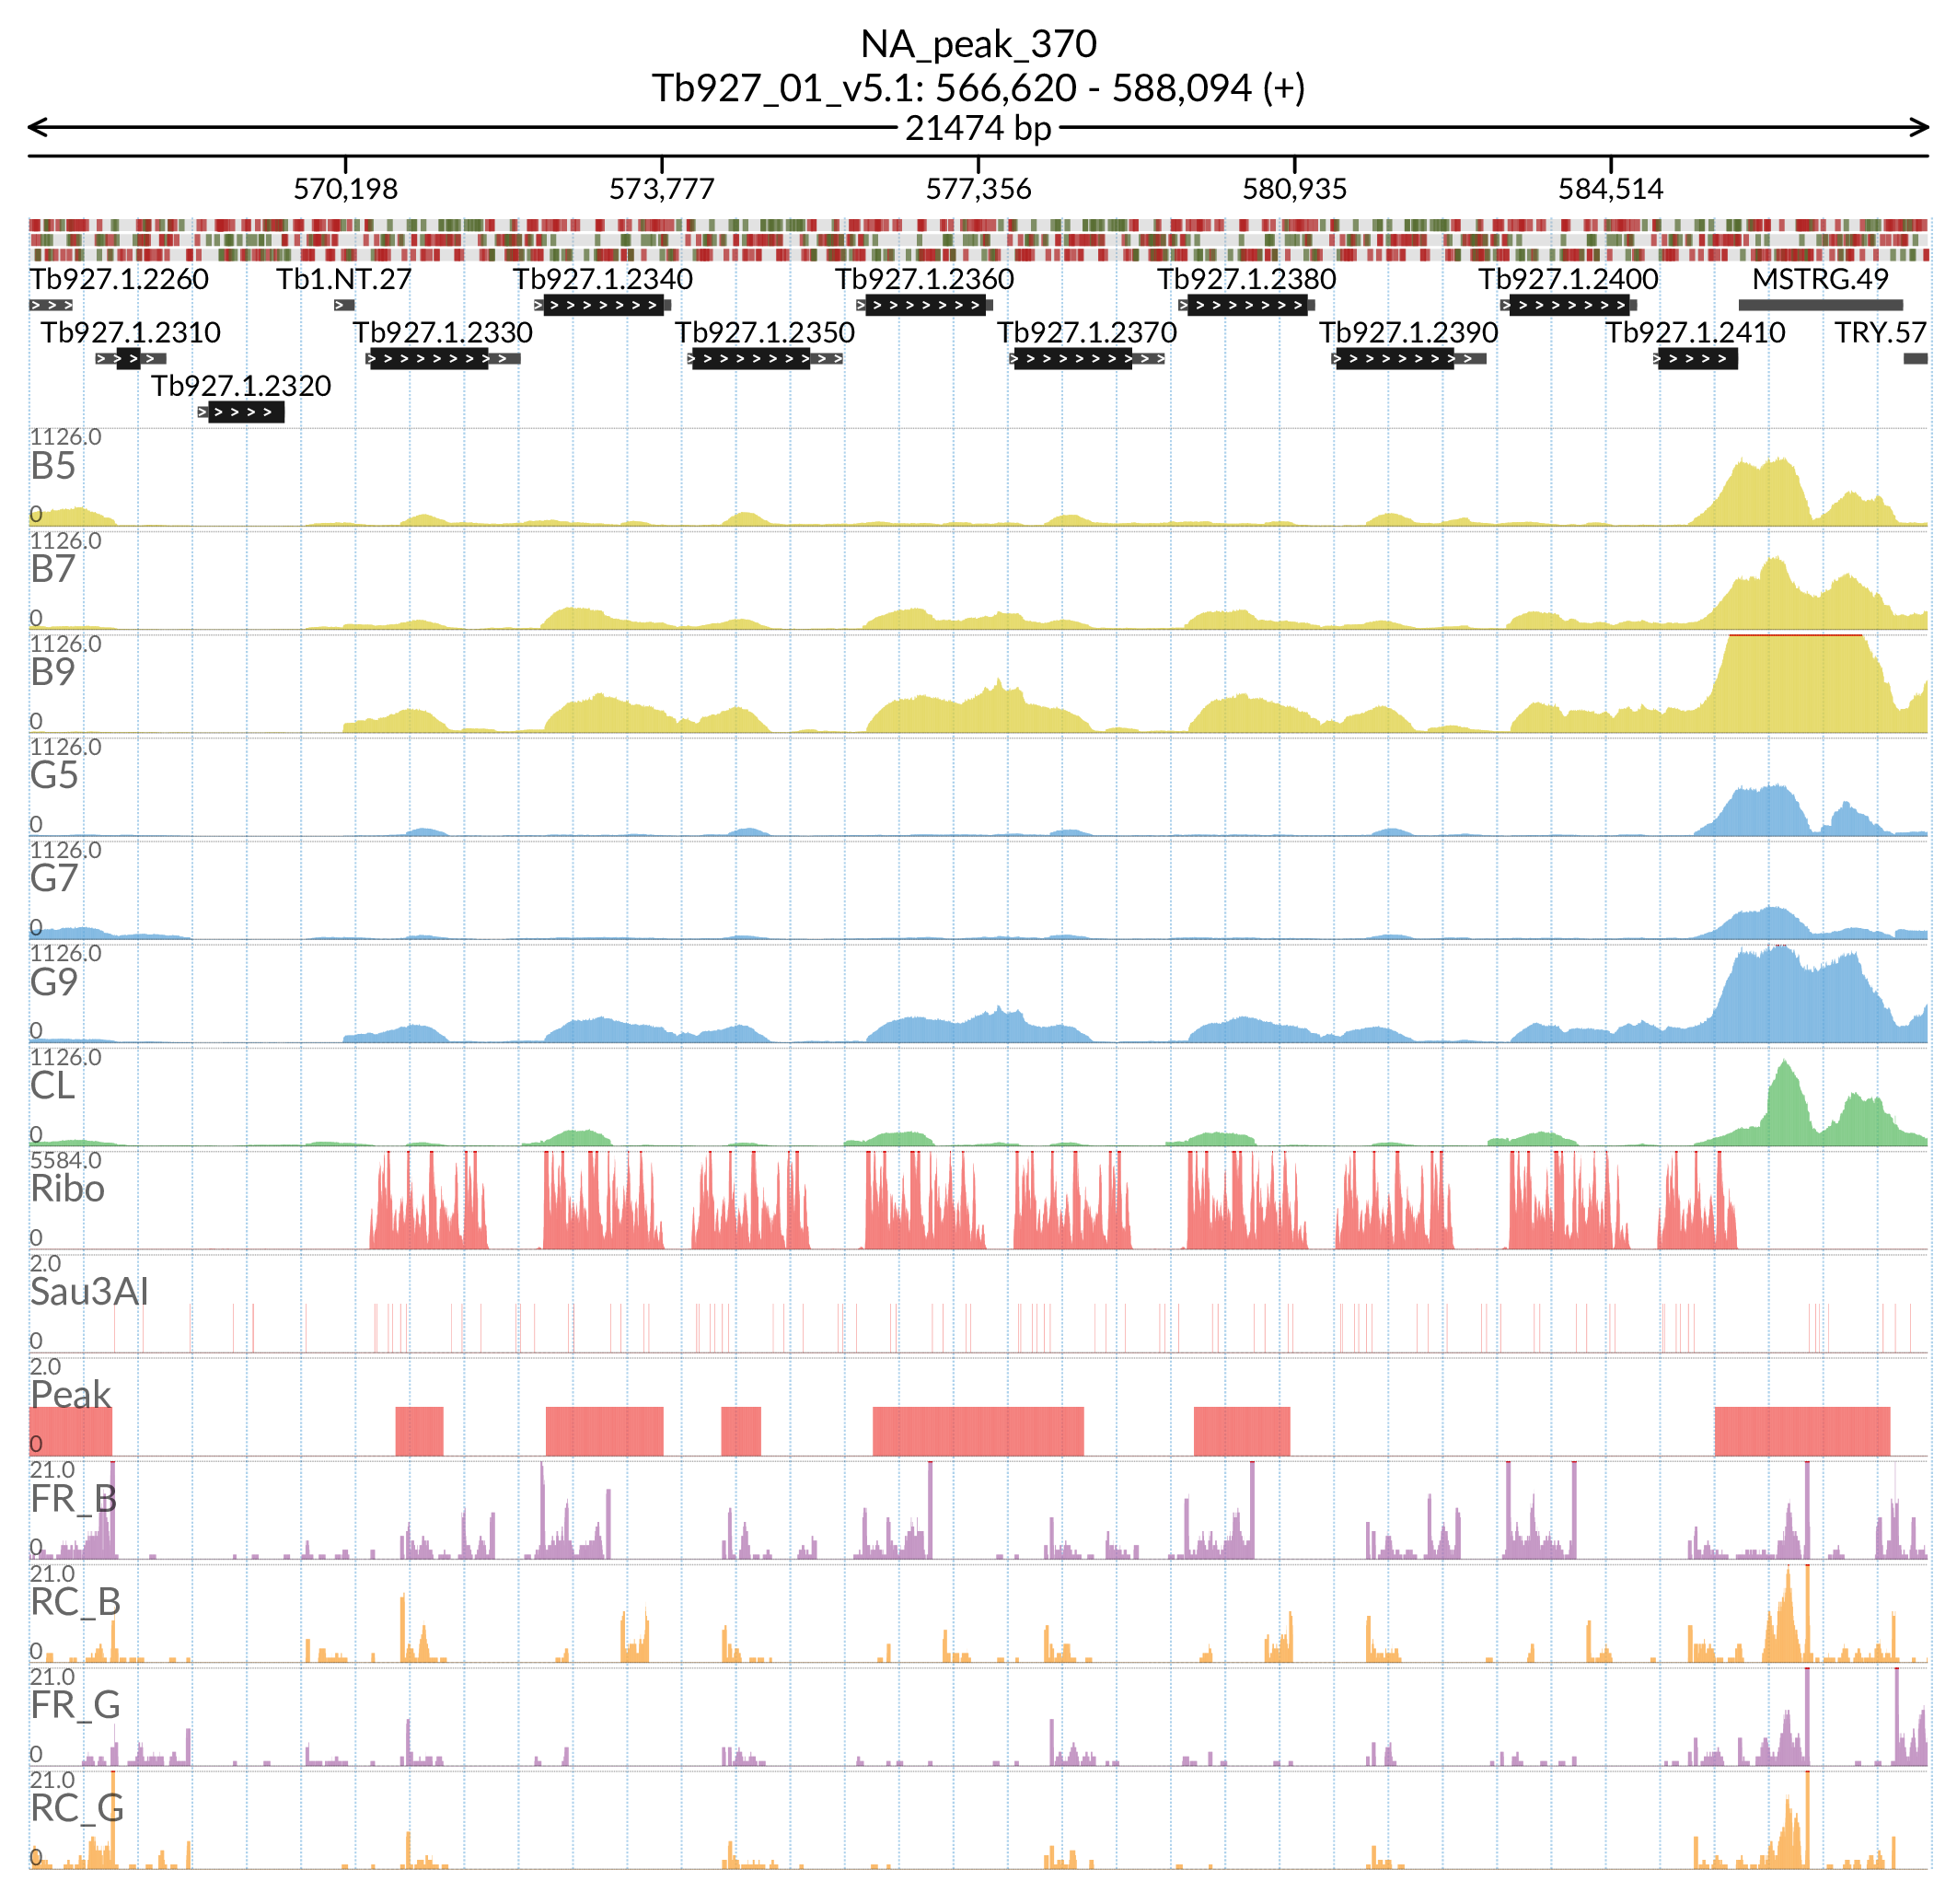 NA_peak_370
Tb927_01_v5.1: 566,620 - 588,094 (+)
21474 bp
570,198 573,777 577,356 580,935 584,514
Tb927.1.2260 Tb1.NT.27 Tb927.1.2340 Tb927.1.2360 Tb927.1.2380 Tb927.1.2400 MSTRG.49
Tb927.1.2310 Tb927.1.2330 Tb927.1.2350 Tb927.1.2370 Tb927.1.2390 Tb927.1.2410 TRY.57
Tb927.1.2320
1126.0
B5
0
1126.0
B7
0
1126.0
B9
0
1126.0
G5
0
1126.0
G7
0
1126.0
G9
0
1126.0
CL
0
5584.0
Ribo
0
2.0
Sau3AI
0
2.0
Peak
0
21.0
FR_B
0
21.0
RC_B
0
21.0
FR_G
0
21.0
RC_G
0